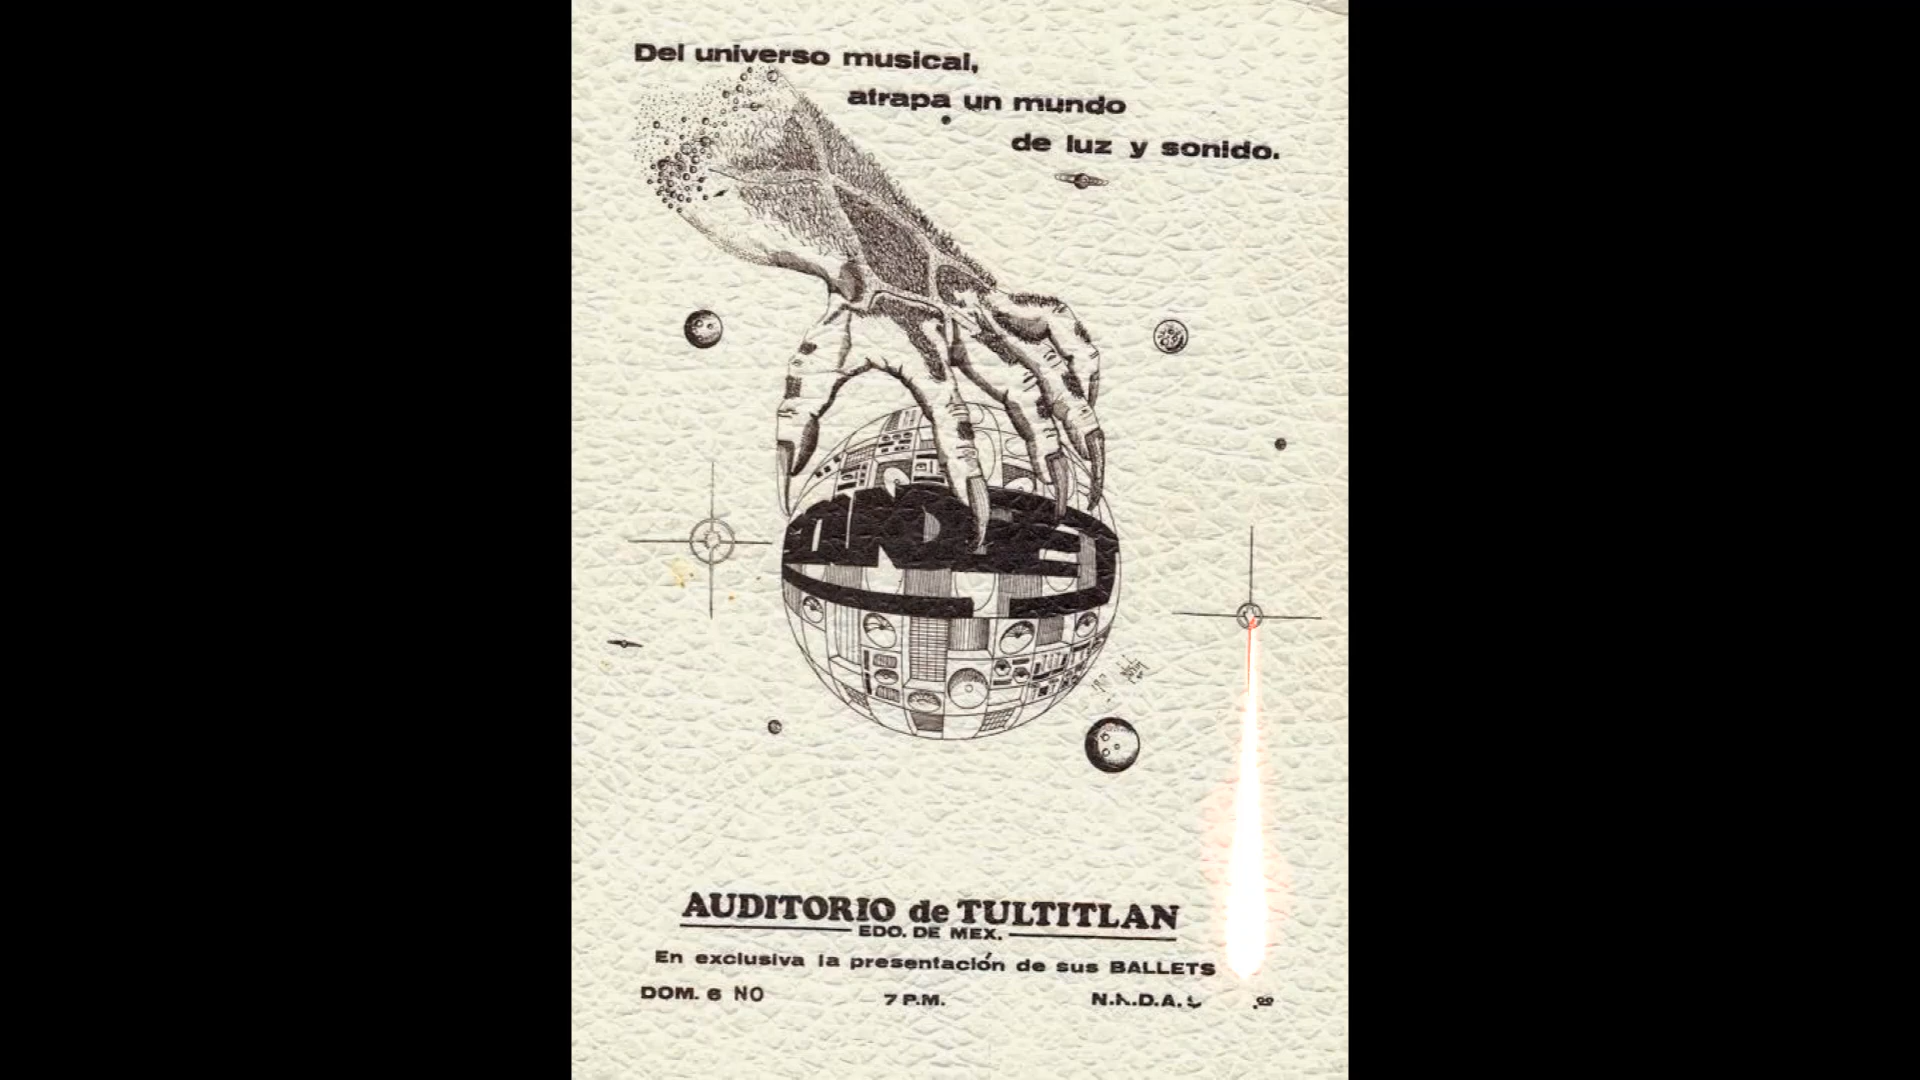 Del universo musical,
atrapa un mundo
de luz y sonido.
AUDITORIO de TULTITLAN
EDO. DE MEX.
En exclusiva la presentación de sus BALLETS
DOM. 6 NO
7 P.M.